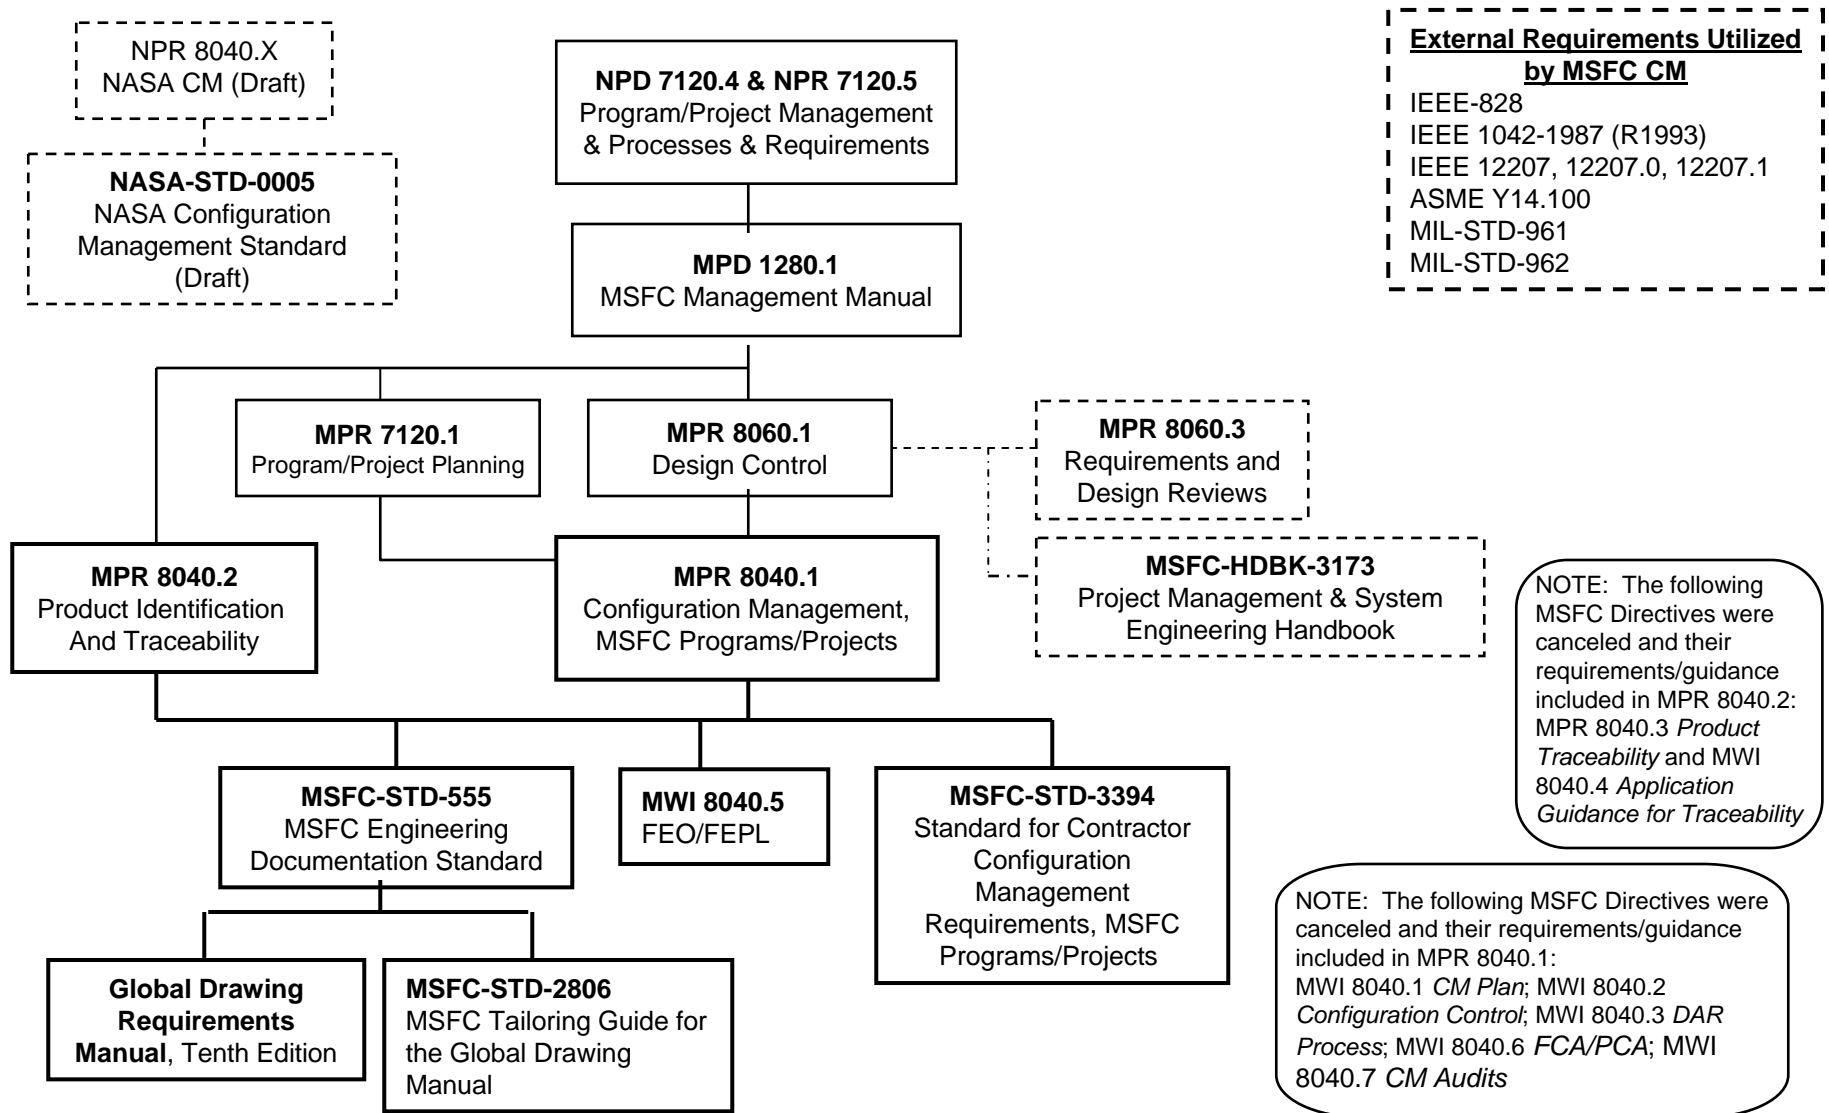 NPR 8040.X
NASA CM (Draft)
NASA-STD-0005
NASA Configuration
Management Standard
(Draft)
NPD 7120.4 & NPR 7120.5
Program/Project Management
& Processes & Requirements
MPD 1280.1
MSFC Management Manual
External Requirements Utilized
by MSFC CM
IEEE-828
IEEE 1042-1987 (R1993)
IEEE 12207, 12207.0, 12207.1
ASME Y14.100
MIL-STD-961
MIL-STD-962
MPR 7120.1
Program/Project Planning
MPR 8060.1
Design Control
MPR 8060.3
Requirements and
Design Reviews
MPR 8040.2
Product Identification
And Traceability
MPR 8040.1
Configuration Management,
MSFC Programs/Projects
MSFC-HDBK-3173
Project Management & System
Engineering Handbook
NOTE: The following
MSFC Directives were
canceled and their
requirements/guidance
included in MPR 8040.2:
MPR 8040.3 Product
Traceability and MWI
8040.4 Application
Guidance for Traceability
MSFC-STD-555
MSFC Engineering
Documentation Standard
MWI 8040.5
FEO/FEPL
MSFC-STD-3394
Standard for Contractor
Configuration
Management
Requirements, MSFC
Programs/Projects
Global Drawing
Requirements
Manual, Tenth Edition
MSFC-STD-2806
MSFC Tailoring Guide for
the Global Drawing
Manual
NOTE: The following MSFC Directives were
canceled and their requirements/guidance
included in MPR 8040.1:
MWI 8040.1 CM Plan; MWI 8040.2
Configuration Control; MWI 8040.3 DAR
Process; MWI 8040.6 FCA/PCA; MWI
8040.7 CM Audits